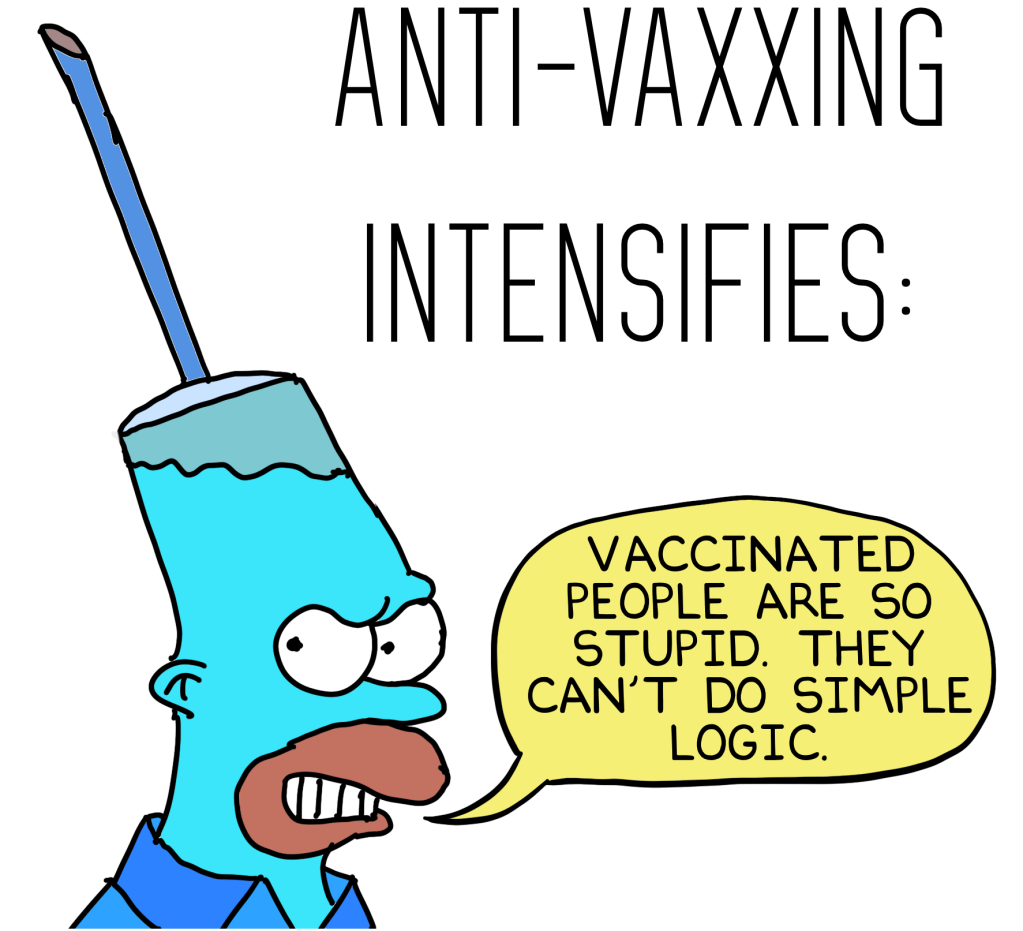 ANTI-VAXXING
INTENSIFIES:
VACCINATED
PEOPLE ARE SO
STUPID. THEY
CAN'T DO SIMPLE
LOGIC.